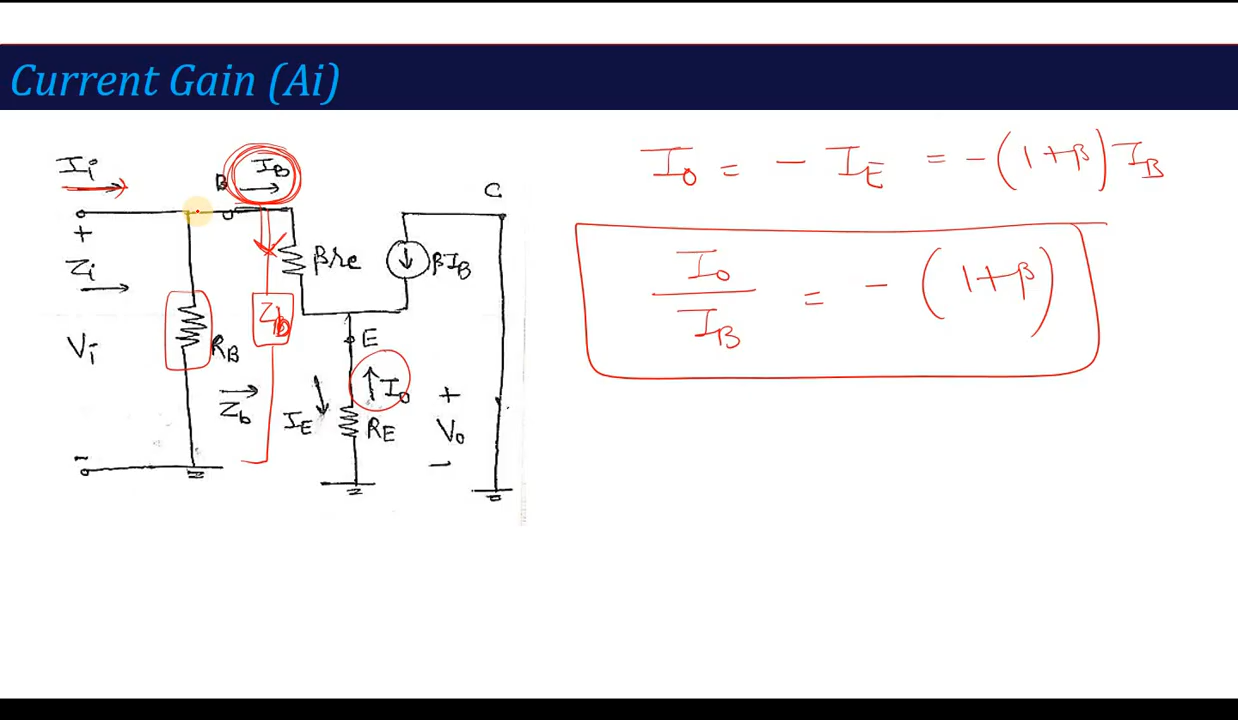 Current Gain (Ai)
Ii
B
IB
C
+
Zi
βre
βIB
Vi
RB
Zb
E
Zb
IE
Io
RE
+
Vo
-
-
Io = - IE = -(1+β) IB
Io / IB = - (1+β)